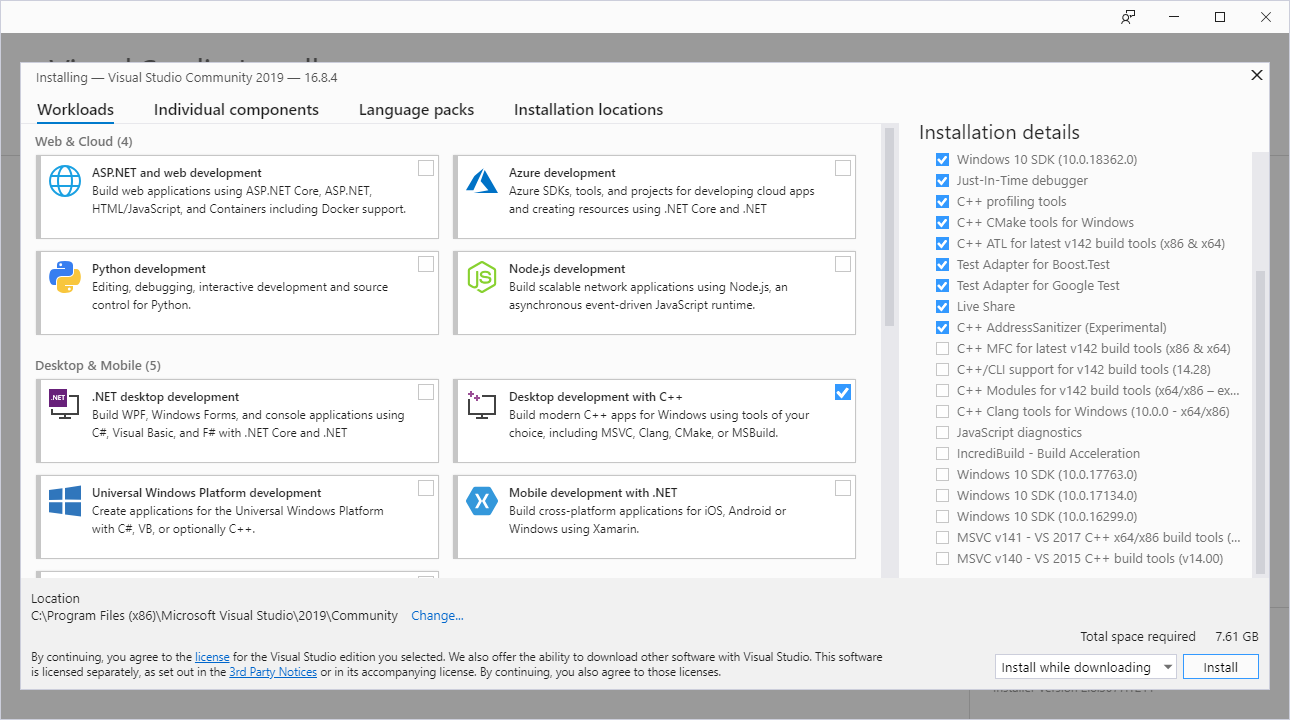 Installing — Visual Studio Community 2019 — 16.8.4
Workloads
Individual components
Language packs
Installation locations
Web & Cloud (4)
ASP.NET and web development
Build web applications using ASP.NET Core, ASP.NET,
HTML/JavaScript, and Containers including Docker support.
Azure development
Azure SDKs, tools, and projects for developing cloud apps
and creating resources using .NET Core and .NET
Python development
Editing, debugging, interactive development and source
control for Python.
JS
Node.js development
Build scalable network applications using Node.js, an
asynchronous event-driven JavaScript runtime.
Desktop & Mobile (5)
.NET
.NET desktop development
Build WPF, Windows Forms, and console applications using
C#, Visual Basic, and F# with .NET Core and .NET
Desktop development with C++
Build modern C++ apps for Windows using tools of your
choice, including MSVC, Clang, CMake, or MSBuild.
Universal Windows Platform development
Create applications for the Universal Windows Platform
with C#, VB, or optionally C++.
Mobile development with .NET
Build cross-platform applications for iOS, Android or
Windows using Xamarin.
Installation details
Windows 10 SDK (10.0.18362.0)
Just-In-Time debugger
C++ profiling tools
C++ CMake tools for Windows
C++ ATL for latest v142 build tools (x86 & x64)
Test Adapter for Boost.Test
Test Adapter for Google Test
Live Share
C++ AddressSanitizer (Experimental)
C++ MFC for latest v142 build tools (x86 & x64)
C++/CLI support for v142 build tools (14.28)
C++ Modules for v142 build tools (x64/x86 – ex...
C++ Clang tools for Windows (10.0.0 - x64/x86)
JavaScript diagnostics
IncrediBuild - Build Acceleration
Windows 10 SDK (10.0.17763.0)
Windows 10 SDK (10.0.17134.0)
Windows 10 SDK (10.0.16299.0)
MSVC v141 - VS 2017 C++ x64/x86 build tools (...
MSVC v140 - VS 2015 C++ build tools (v14.00)
Location
C:\Program Files (x86)\Microsoft Visual Studio\2019\Community Change...
Total space required 7.61 GB
By continuing, you agree to the license for the Visual Studio edition you selected. We also offer the ability to download other software with Visual Studio. This software
is licensed separately, as set out in the 3rd Party Notices or in its accompanying license. By continuing, you also agree to those licenses.
Install while downloading
Install